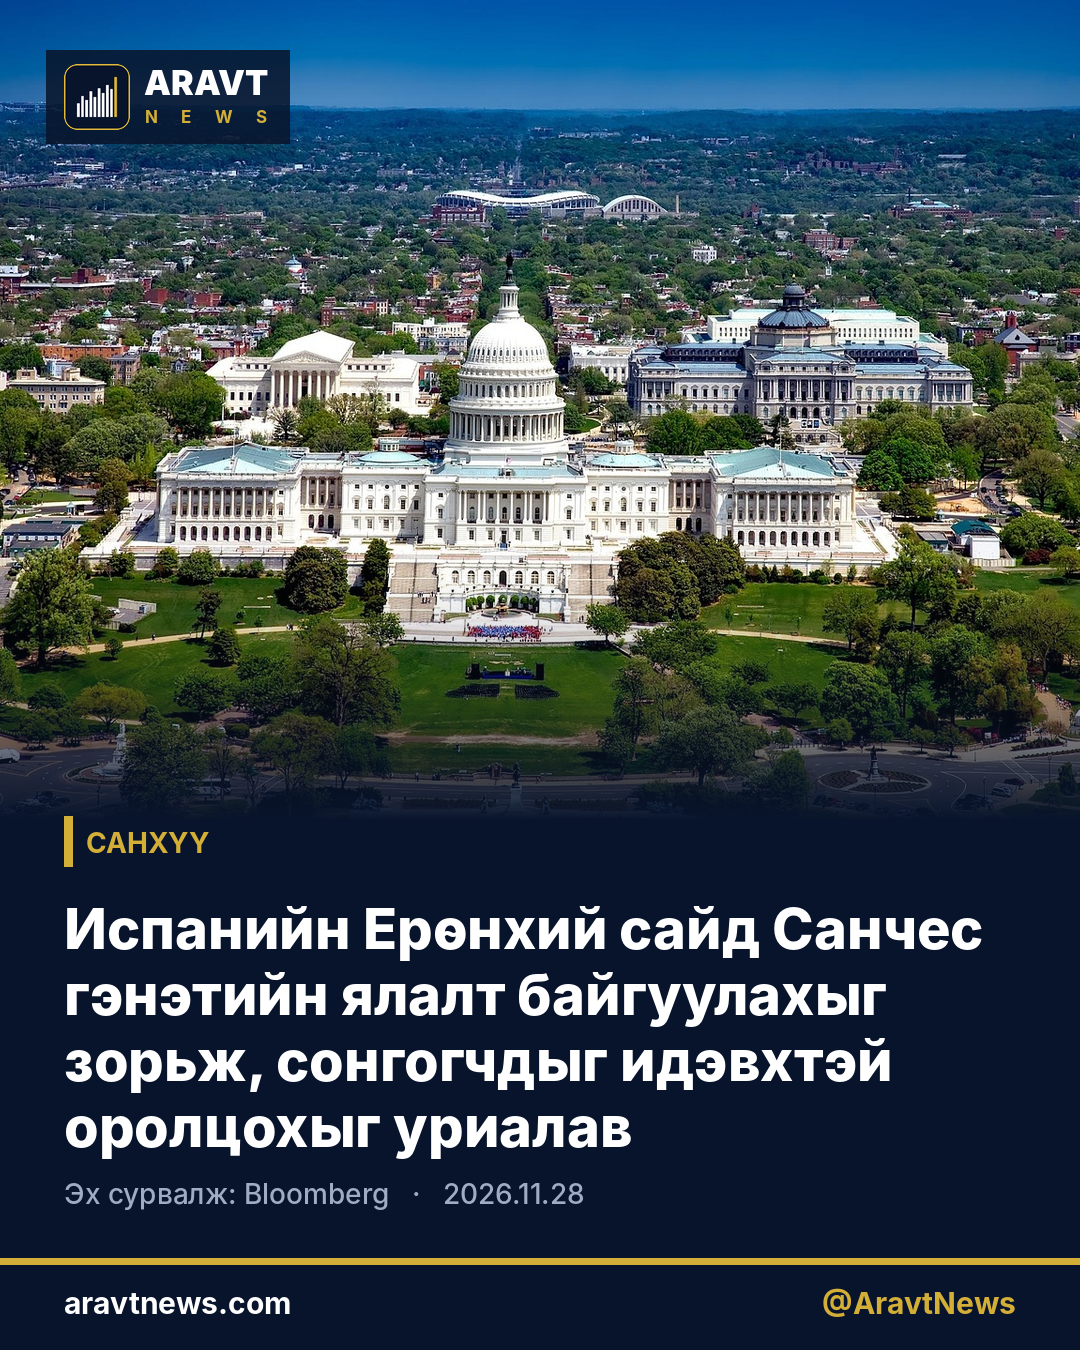 ARAVT
NEWS
САНХҮҮ
Испанийн Ерөнхий сайд Санчес
гэнэтийн ялалт байгуулахыг
зорьж, сонгогчдыг идэвхтэй
оролцохыг уриалав
Эх сурвалж: Bloomberg · 2026.11.28
aravtnews.com
@AravtNews